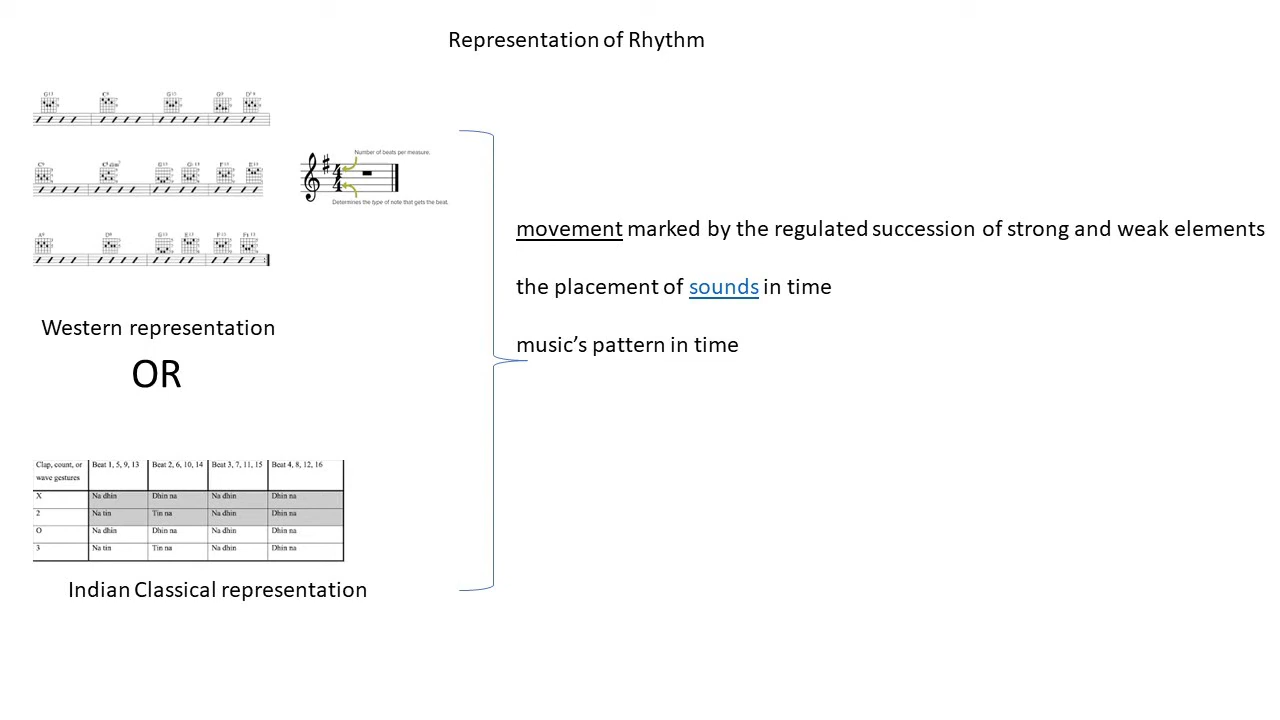 Representation of Rhythm
Number of beats per measure.
4
4
Determines the type of note that gets the beat.
movement marked by the regulated succession of strong and weak elements
the placement of sounds in time
music’s pattern in time
Western representation
OR
Clap, count, or wave gestures Beat 1, 5, 9, 13 Beat 2, 6, 10, 14 Beat 3, 7, 11, 15 Beat 4, 8, 12, 16
X Na dhin Dhin na Na dhin Dhin na
2 Na tin Tin na Na dhin Dhin na
O Na dhin Dhin na Na dhin Dhin na
3 Na tin Tin na Na dhin Dhin na
Indian Classical representation